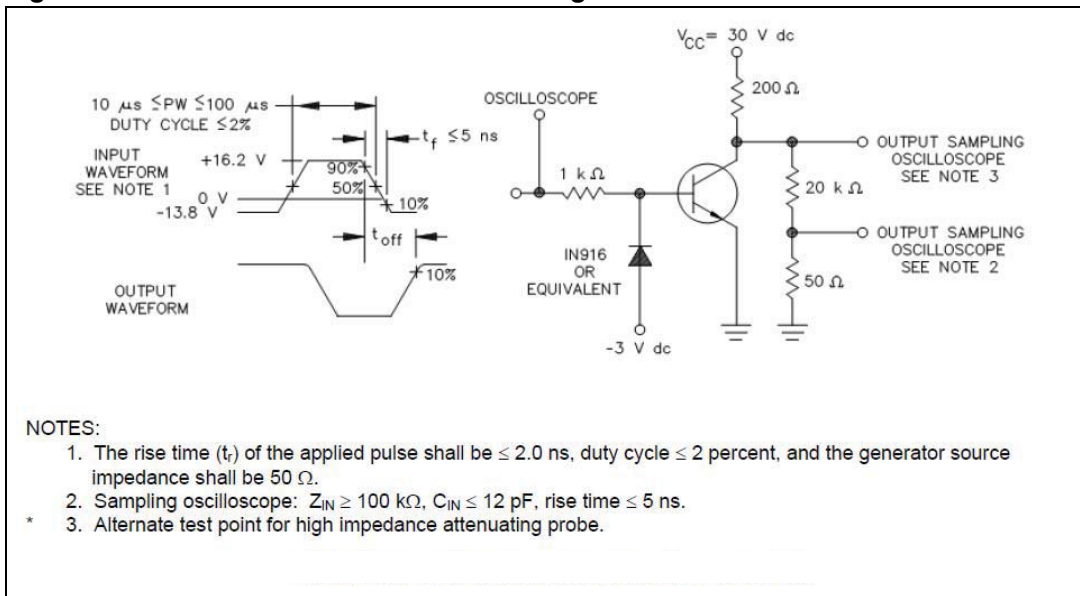 V_CC = 30 V dc
200 Ω
10 μs ≤PW ≤100 μs
DUTY CYCLE ≤2%
OSCILLOSCOPE
t_f ≤5 ns
INPUT
WAVEFORM
SEE NOTE 1
+16.2 V
0 V
-13.8 V
90%
50%
10%
1 kΩ
OUTPUT SAMPLING
OSCILLOSCOPE
SEE NOTE 3
20 kΩ
t_off
10%
OUTPUT
WAVEFORM
IN916
OR
EQUIVALENT
OUTPUT SAMPLING
OSCILLOSCOPE
SEE NOTE 2
50 Ω
-3 V dc
NOTES:
1. The rise time (t_r) of the applied pulse shall be ≤ 2.0 ns, duty cycle ≤ 2 percent, and the generator source
impedance shall be 50 Ω.
2. Sampling oscilloscope: Z_IN ≥ 100 kΩ, C_IN ≤ 12 pF, rise time ≤ 5 ns.
* 3. Alternate test point for high impedance attenuating probe.